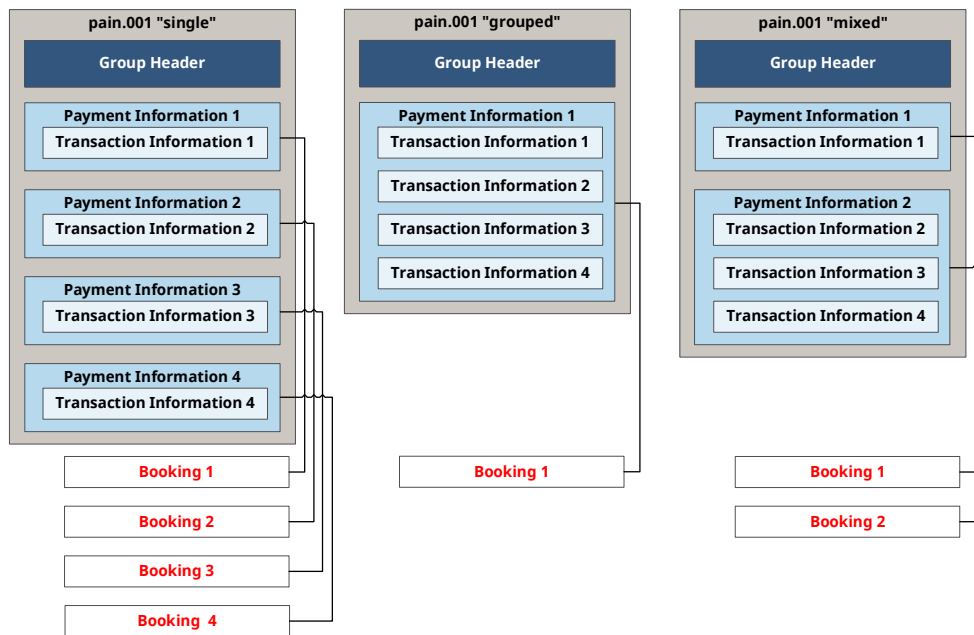 pain.001 "single"
Group Header
Payment Information 1
Transaction Information 1
Payment Information 2
Transaction Information 2
Payment Information 3
Transaction Information 3
Payment Information 4
Transaction Information 4
Booking 1
Booking 2
Booking 3
Booking 4
pain.001 "grouped"
Group Header
Payment Information 1
Transaction Information 1
Transaction Information 2
Transaction Information 3
Transaction Information 4
Booking 1
pain.001 "mixed"
Group Header
Payment Information 1
Transaction Information 1
Payment Information 2
Transaction Information 2
Transaction Information 3
Transaction Information 4
Booking 1
Booking 2